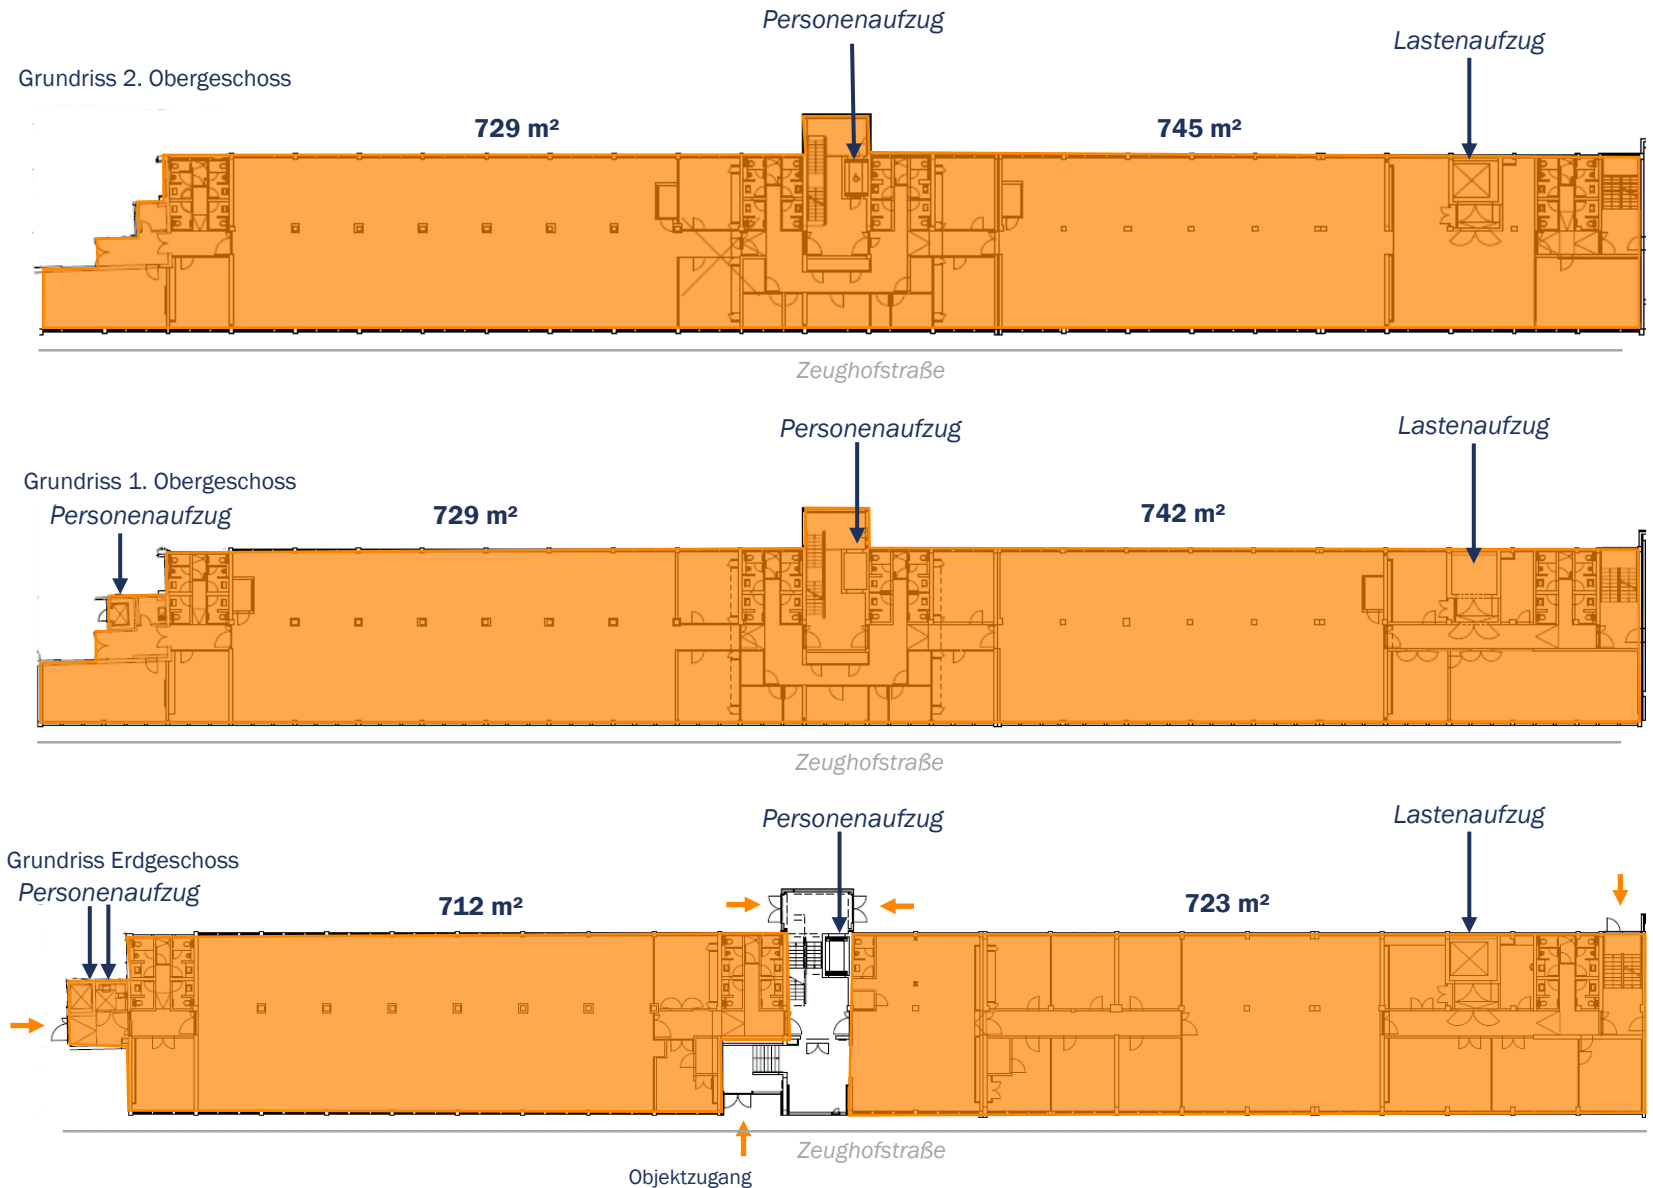 Personenaufzug
Lastenaufzug
Grundriss 2. Obergeschoss
729 m²
745 m²
Zeughofstraße
Personenaufzug
Lastenaufzug
Grundriss 1. Obergeschoss
Personenaufzug
729 m²
742 m²
Zeughofstraße
Personenaufzug
Lastenaufzug
Grundriss Erdgeschoss
Personenaufzug
712 m²
723 m²
Zeughofstraße
Objektzugang